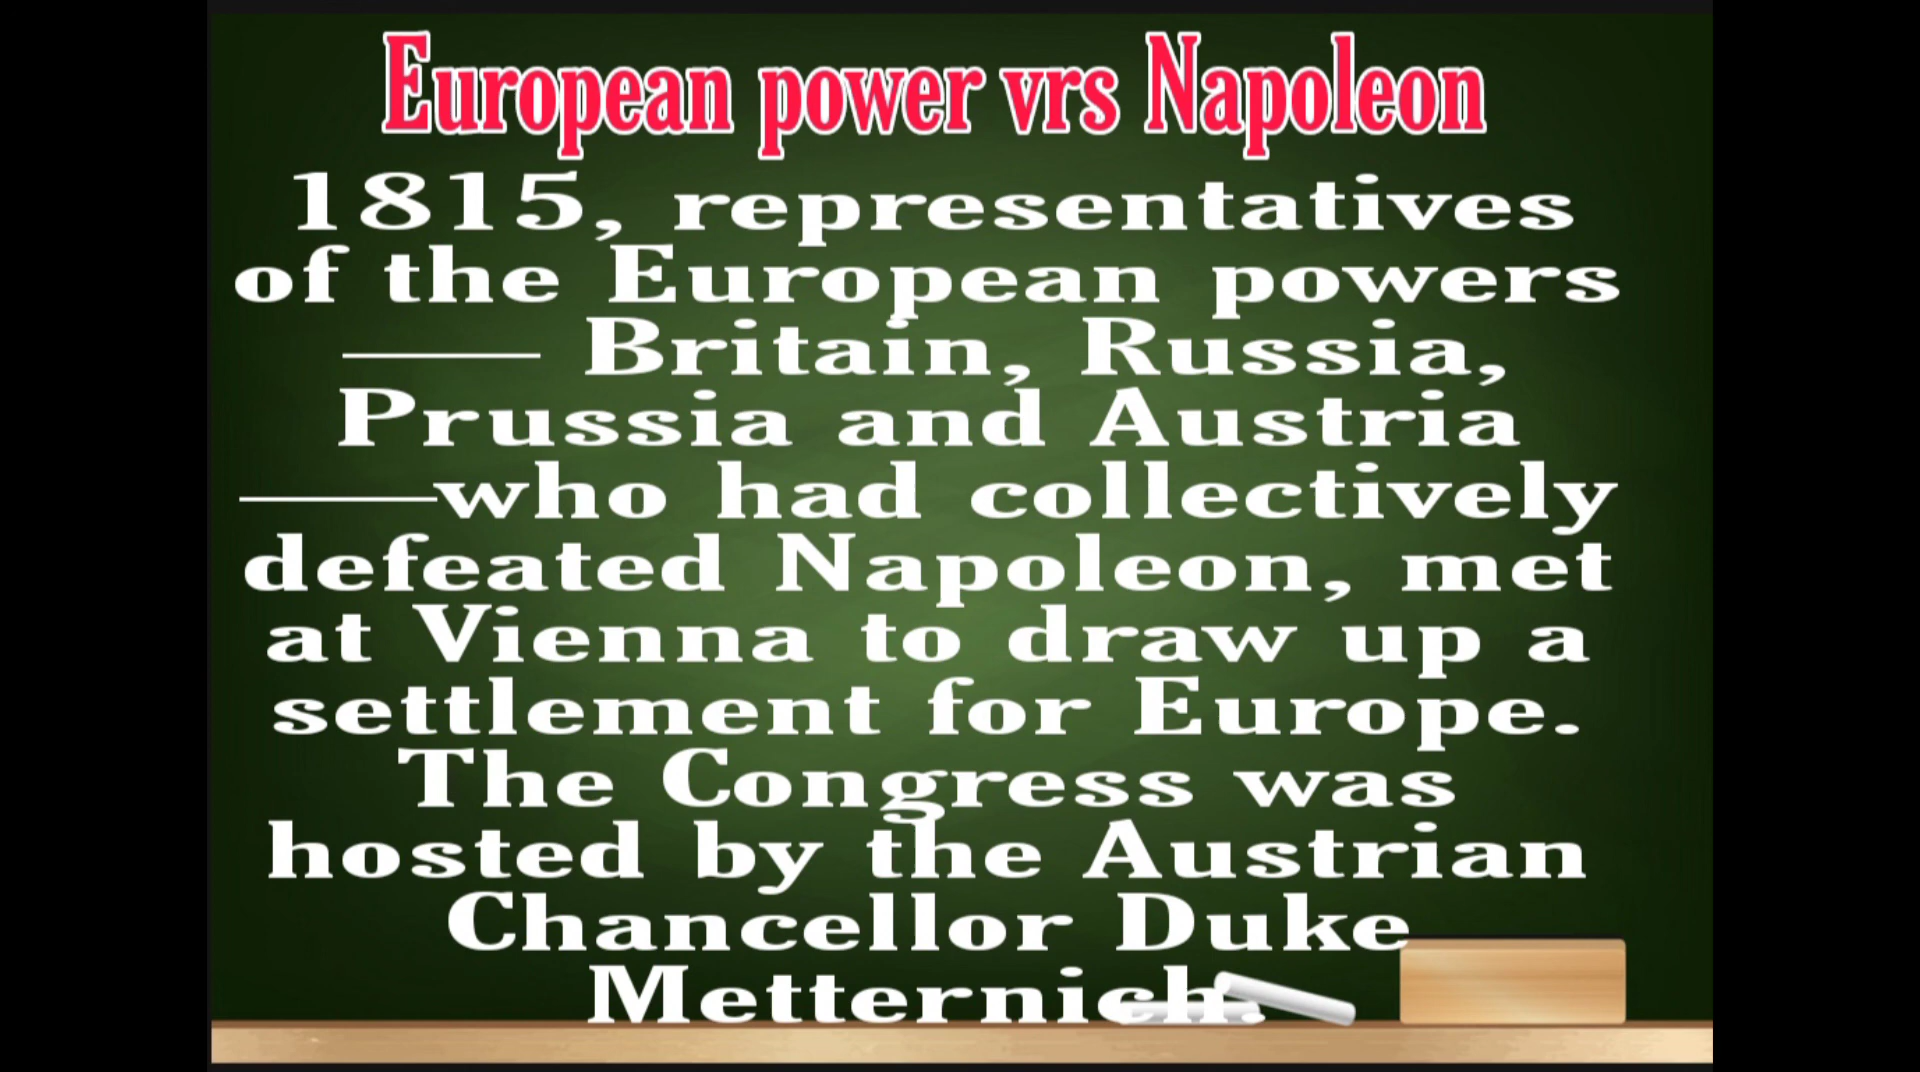 European power vrs Napoleon
1815, representatives
of the European powers
—— Britain, Russia,
Prussia and Austria
——who had collectively
defeated Napoleon, met
at Vienna to draw up a
settlement for Europe.
The Congress was
hosted by the Austrian
Chancellor Duke
Metternich.